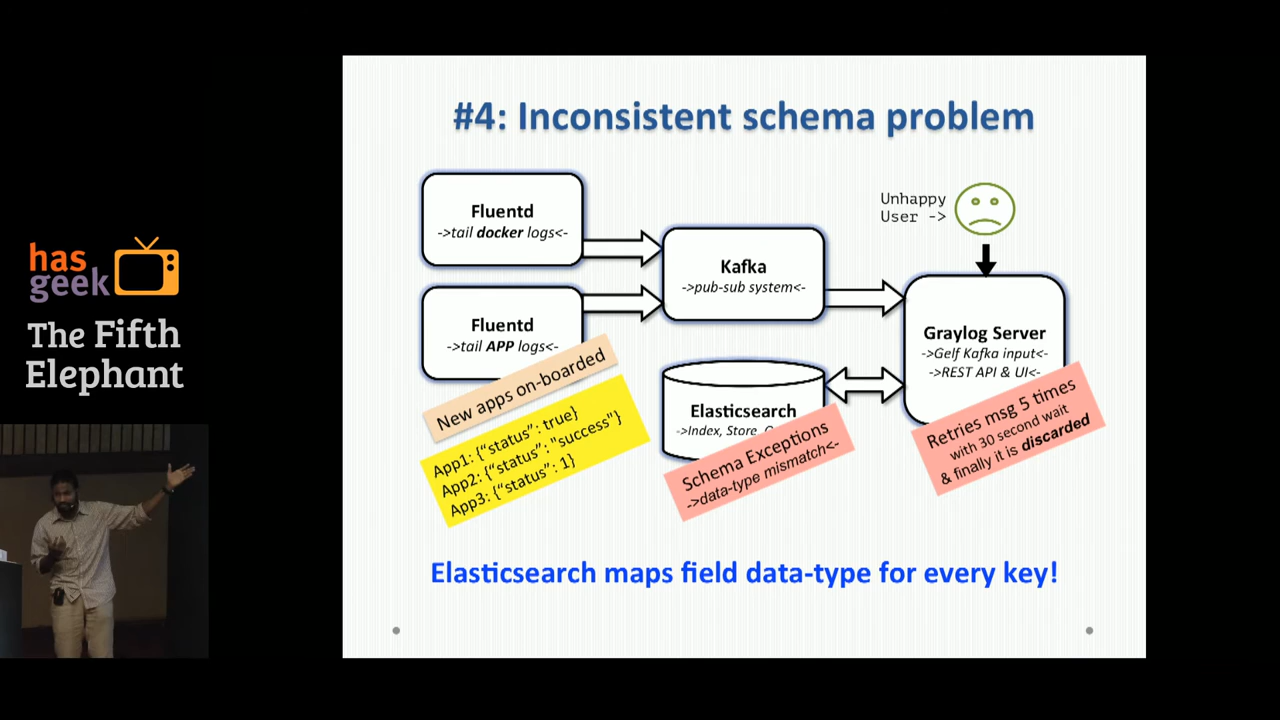 #4: Inconsistent schema problem
Fluentd
->tail docker logs<-
Unhappy
User ->
Kafka
->pub-sub system<-
Fluentd
->tail APP logs<-
Graylog Server
->Gelf Kafka input<-
->REST API & UI<-
New apps on-boarded
App1: {“status”: true}
App2: {“status”: "success"}
App3: {“status”: 1}
Elasticsearch
->Index, Store,
Schema Exceptions
->data-type mismatch<-
Retries msg 5 times
with 30 second wait
& finally it is discarded
Elasticsearch maps field data-type for every key!
has
geek
The Fifth
Elephant